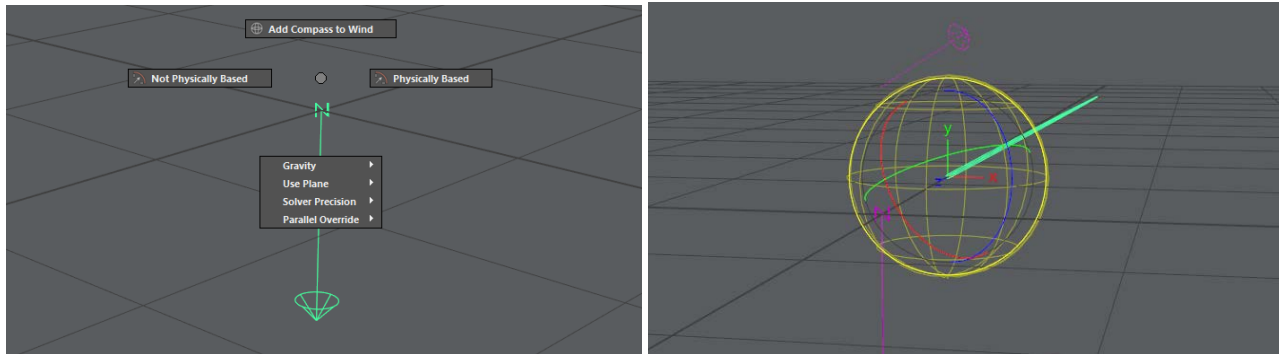 Add Compass to Wind
Not Physically Based
Physically Based
N
Gravity
Use Plane
Solver Precision
Parallel Override
y
z x